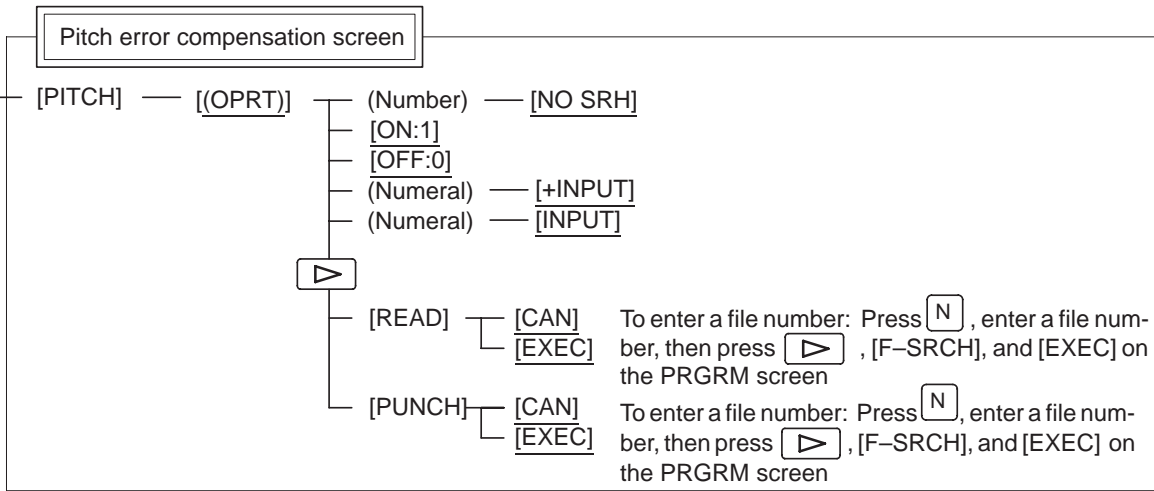 Pitch error compensation screen
[PITCH] [(OPRT)] (Number) [NO SRH]
[ON:1]
[OFF:0]
(Numeral) [+INPUT]
(Numeral) [INPUT]
[READ] [CAN] To enter a file number: Press N , enter a file num-
[EXEC] ber, then press , [F–SRCH], and [EXEC] on
the PRGRM screen
[PUNCH] [CAN] To enter a file number: Press N , enter a file num-
[EXEC] ber, then press , [F–SRCH], and [EXEC] on
the PRGRM screen